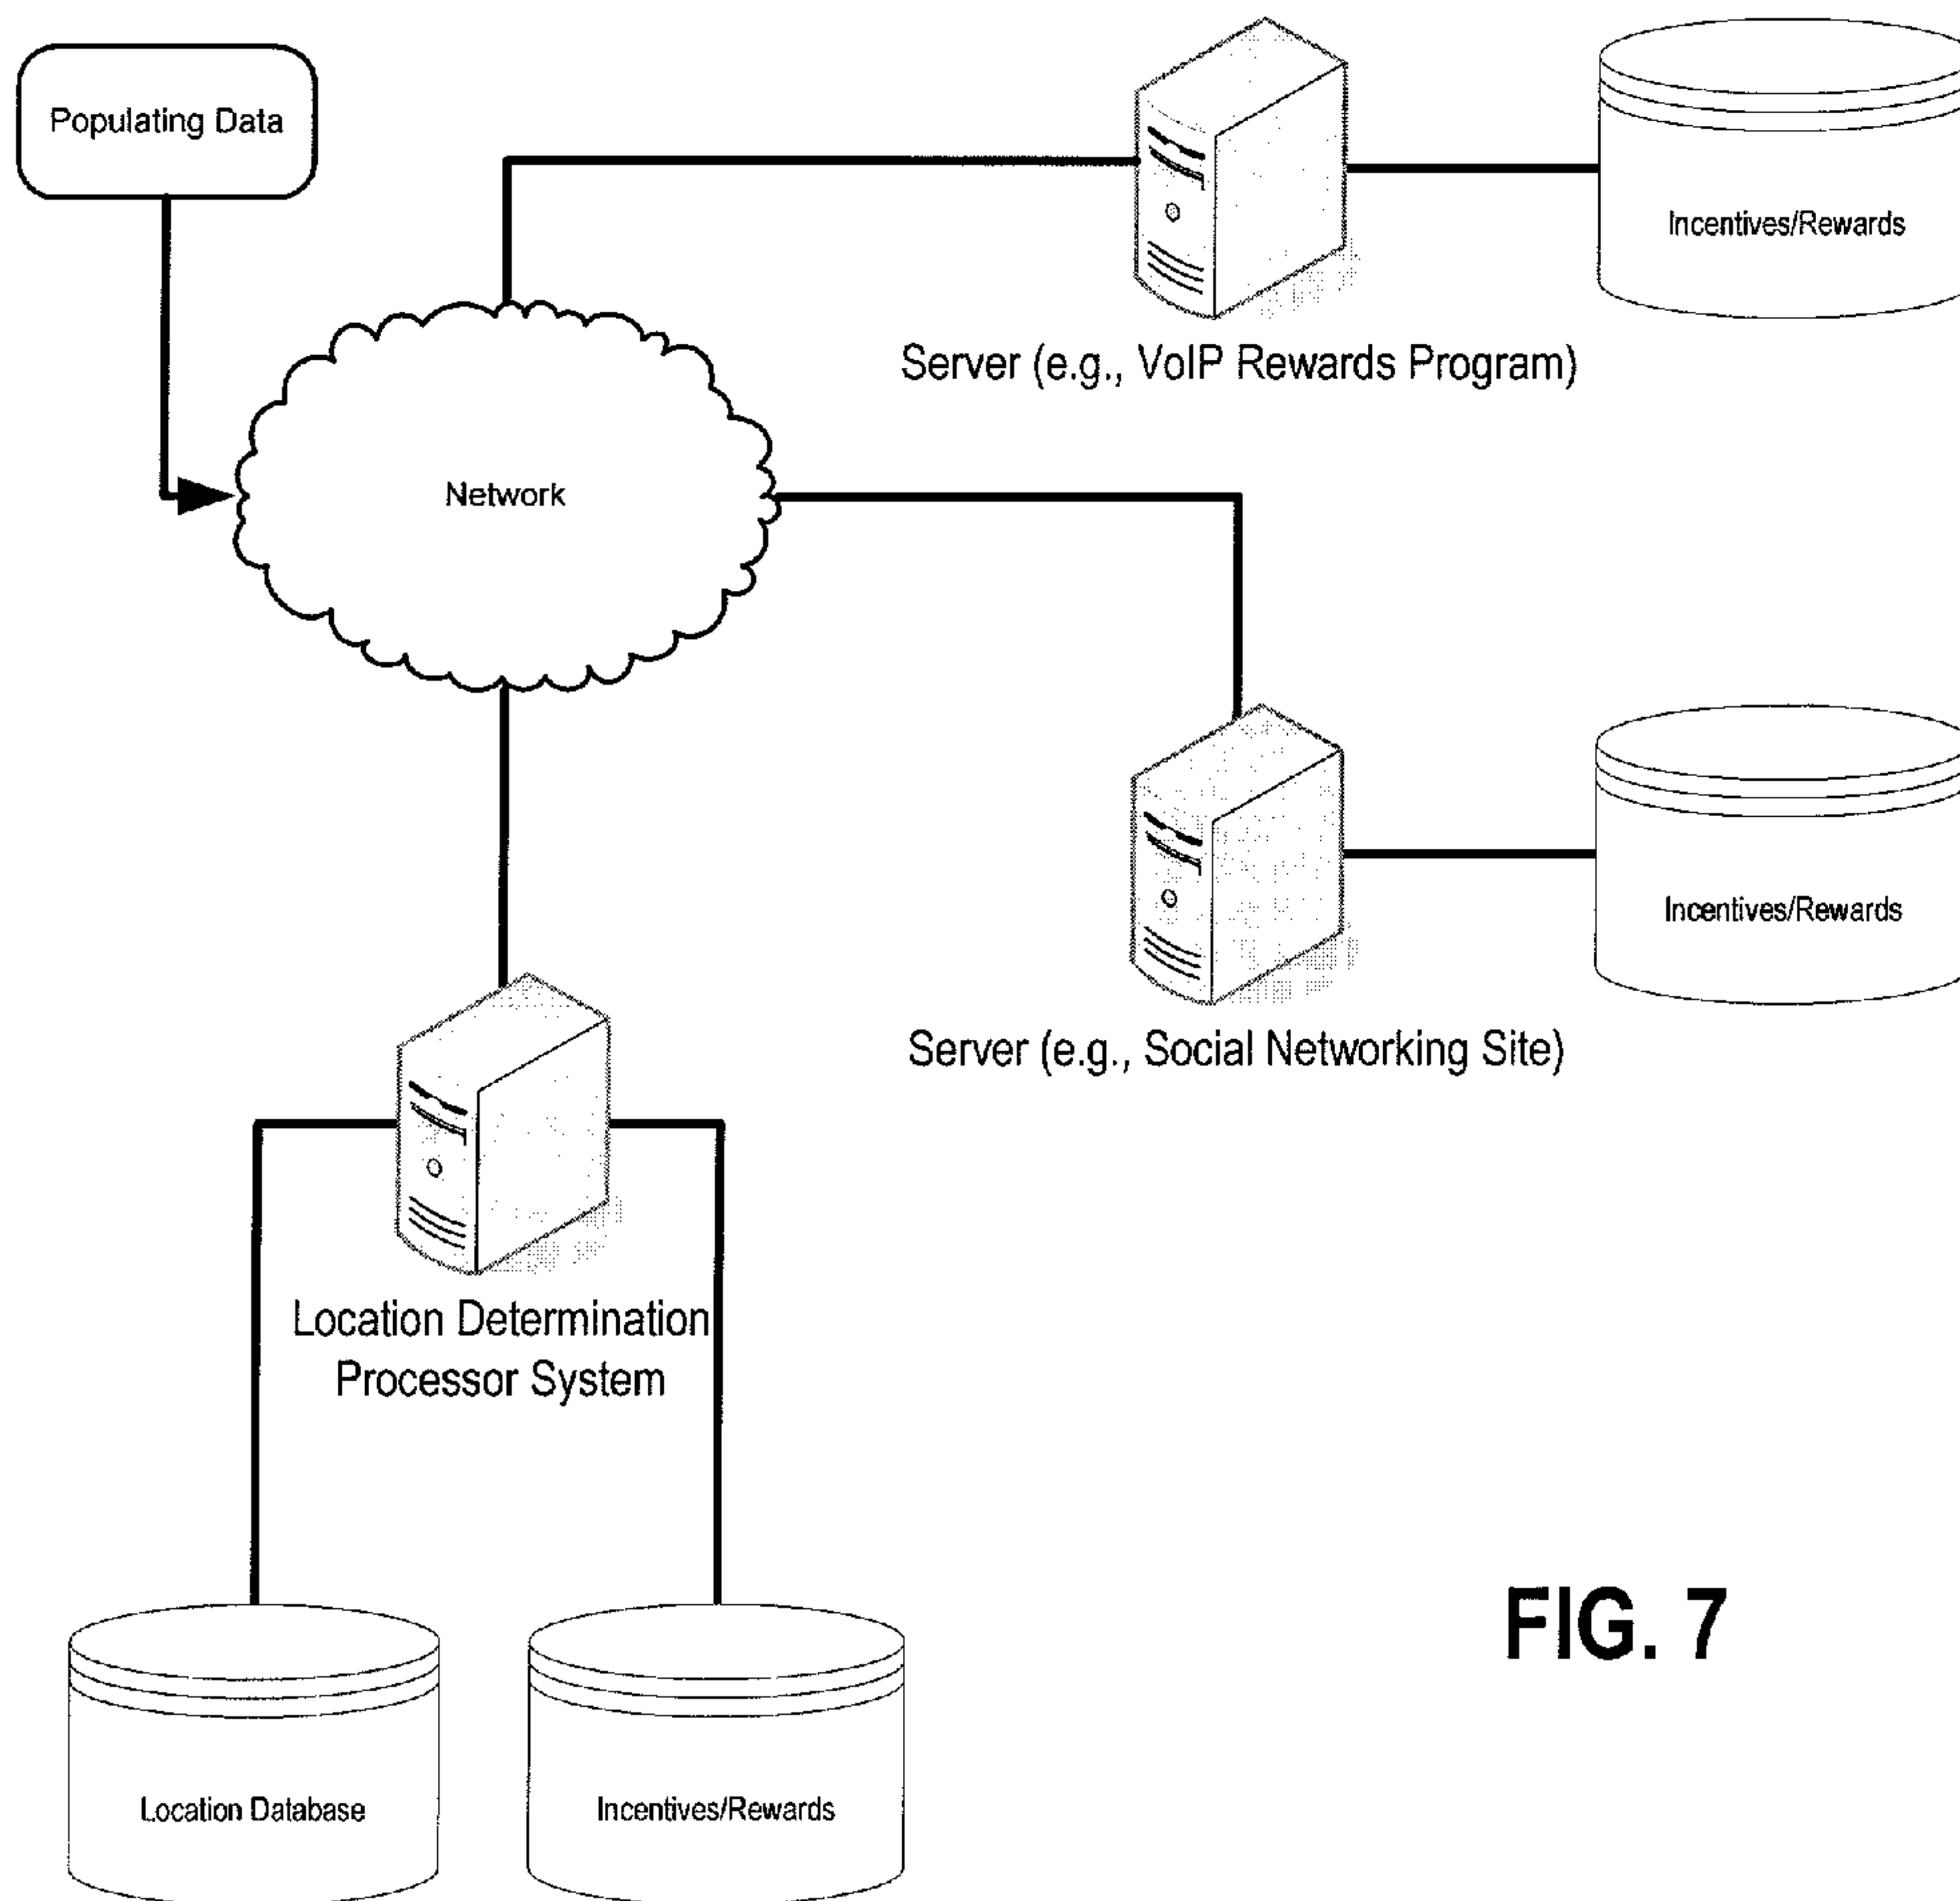 Populating Data
Incentives/Rewards
Server (e.g., VoIP Rewards Program)
Network
Incentives/Rewards
Server (e.g., Social Networking Site)
Location Determination
Processor System
FIG. 7
Location Database
Incentives/Rewards